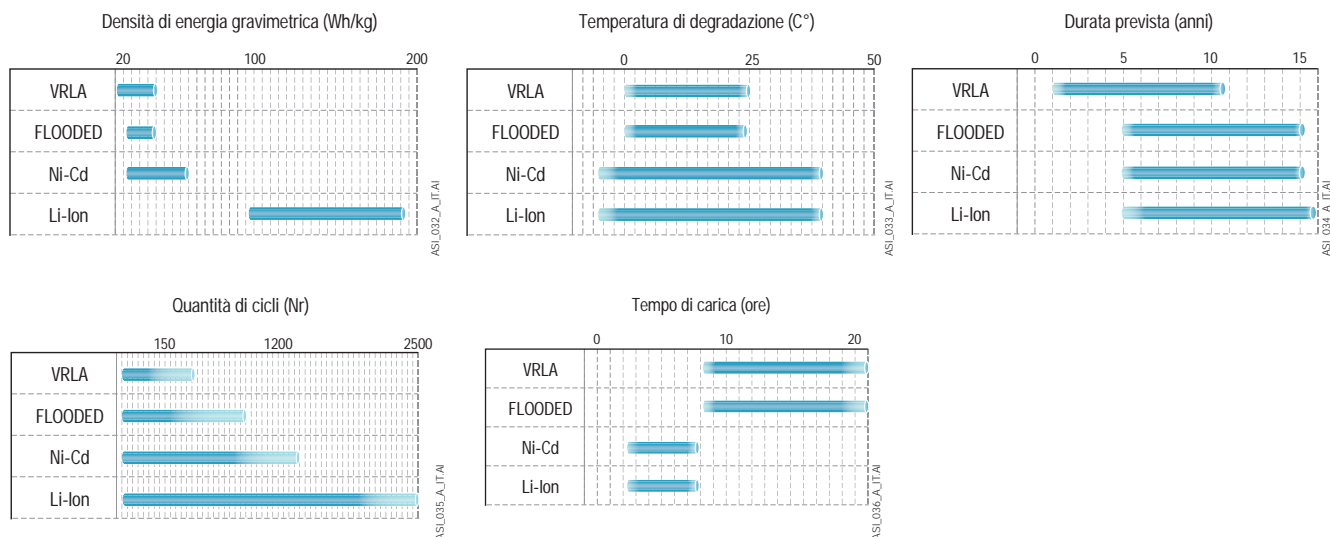 Densità di energia gravimetrica (Wh/kg)
20 100 200
VRLA
FLOODED
Ni-Cd
Li-Ion
ASI_032_A_IT.AI
Temperatura di degradazione (C°)
0 25 50
VRLA
FLOODED
Ni-Cd
Li-Ion
ASI_033_A_IT.AI
Durata prevista (anni)
0 5 10 15
VRLA
FLOODED
Ni-Cd
Li-Ion
ASI_034_A_IT.AI
Quantità di cicli (Nr)
150 1200 2500
VRLA
FLOODED
Ni-Cd
Li-Ion
ASI_035_A_IT.AI
Tempo di carica (ore)
0 10 20
VRLA
FLOODED
Ni-Cd
Li-Ion
ASI_036_A_IT.AI